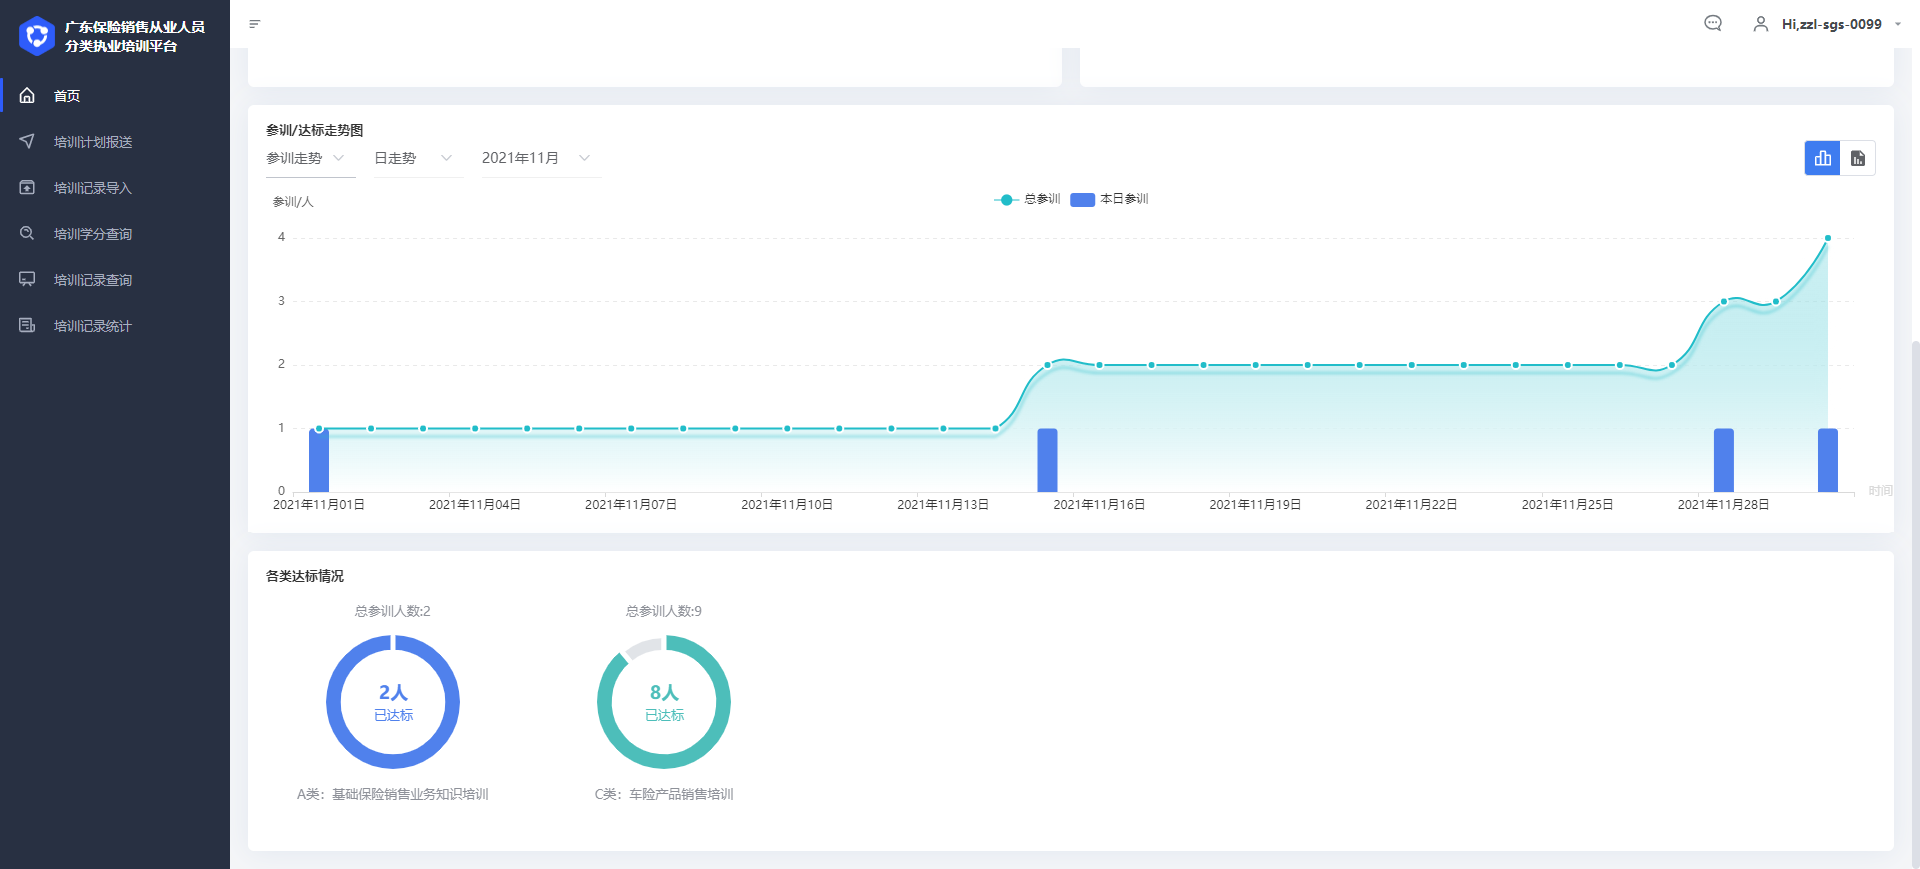 广东保险销售从业人员
分类执业培训平台
Hi,zzl-sgs-0099
首页
培训计划报送
培训记录导入
培训学分查询
培训记录查询
培训记录统计
参训/达标走势图
参训走势 日走势 2021年11月
参训/人
总参训 本日参训
4
3
2
1
0
2021年11月01日 2021年11月04日 2021年11月07日 2021年11月10日 2021年11月13日 2021年11月16日 2021年11月19日 2021年11月22日 2021年11月25日 2021年11月28日
时间
各类达标情况
总参训人数:2
2人
已达标
A类：基础保险销售业务知识培训
总参训人数:9
8人
已达标
C类：车险产品销售培训